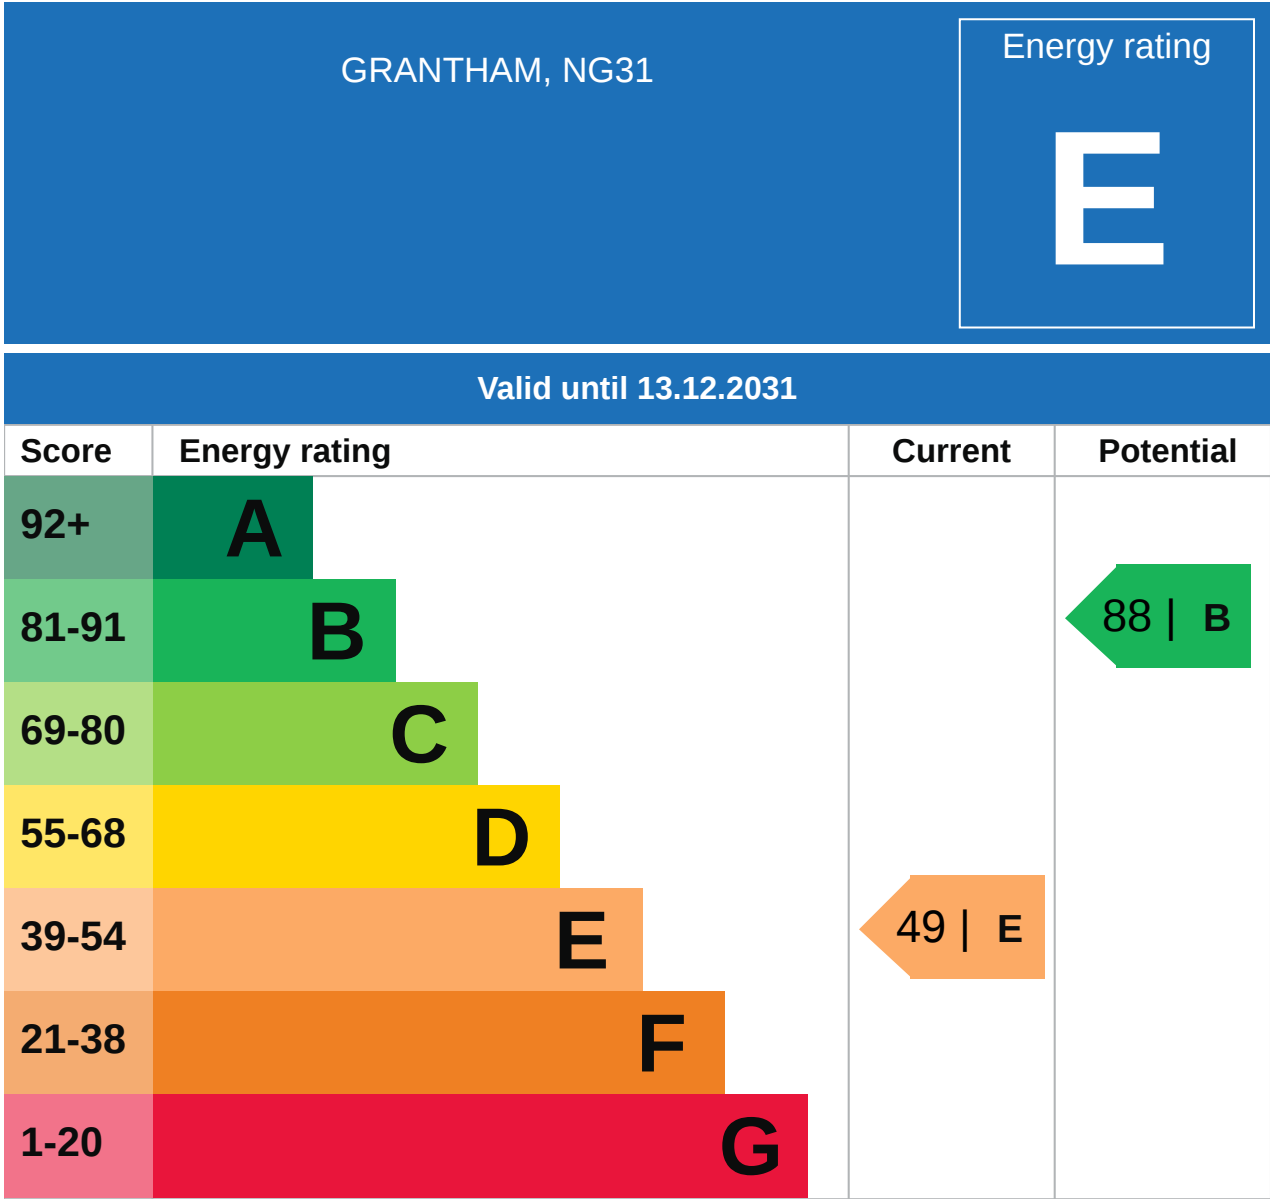 GRANTHAM, NG31
Energy rating
E
Valid until 13.12.2031
Score Energy rating Current Potential
92+ A
81-91 B 88 | B
69-80 C
55-68 D
39-54 E 49 | E
21-38 F
1-20 G